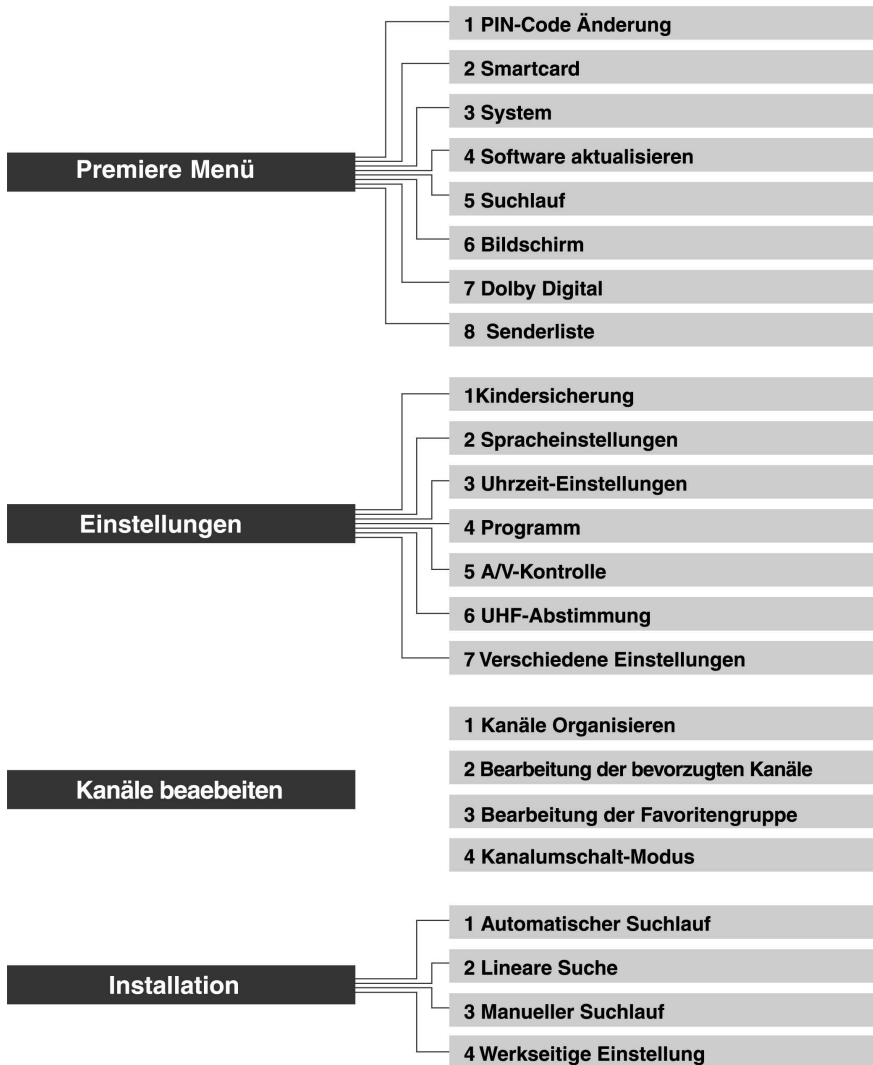 Premiere Menü
1 PIN-Code Änderung
2 Smartcard
3 System
4 Software aktualisieren
5 Suchlauf
6 Bildschirm
7 Dolby Digital
8 Senderliste
Einstellungen
1Kindersicherung
2 Spracheinstellungen
3 Uhrzeit-Einstellungen
4 Programm
5 A/V-Kontrolle
6 UHF-Abstimmung
7 Verschiedene Einstellungen
Kanäle beaebeiten
1 Kanäle Organisieren
2 Bearbeitung der bevorzugten Kanäle
3 Bearbeitung der Favoritengruppe
4 Kanalumschalt-Modus
Installation
1 Automatischer Suchlauf
2 Lineare Suche
3 Manueller Suchlauf
4 Werkseitige Einstellung